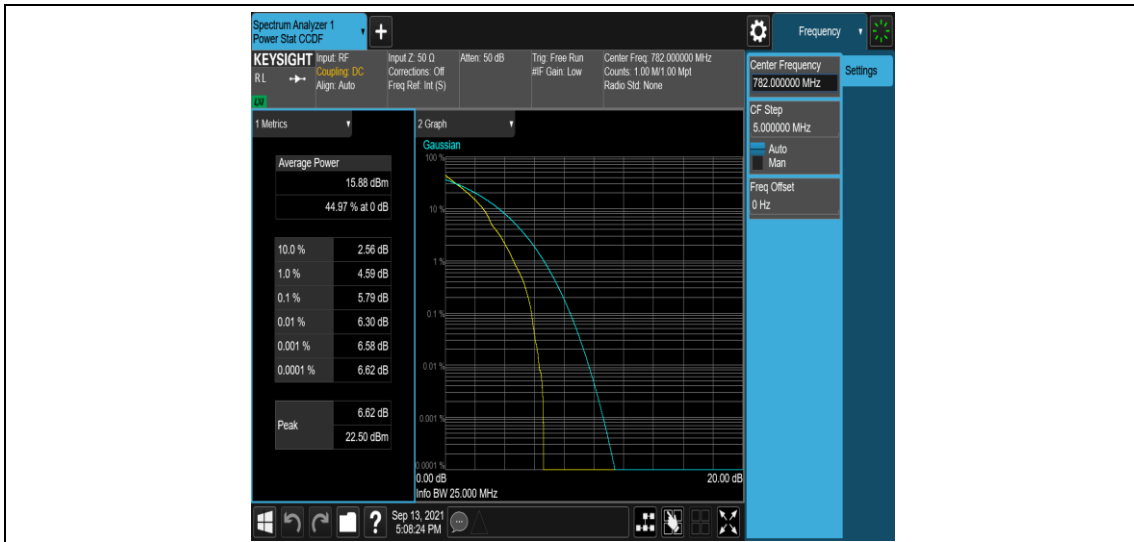 Spectrum Analyzer 1
Power Stat CCDF
+
Frequency
KEYSIGHT
RL
Input: RF
Coupling: DC
Align: Auto
Input Z: 50 Ω
Corrections: Off
Freq Ref: Int (S)
Atten: 50 dB
Trig: Free Run
#IF Gain: Low
Center Freq: 782.000000 MHz
Counts: 1.00 M/1.00 Mpt
Radio Std: None
Center Frequency
782.000000 MHz
Settings
CF Step
5.000000 MHz
Auto
Man
Freq Offset
0 Hz
1 Metrics
Average Power
15.88 dBm
44.97 % at 0 dB
10.0 % 2.56 dB
1.0 % 4.59 dB
0.1 % 5.79 dB
0.01 % 6.30 dB
0.001 % 6.58 dB
0.0001 % 6.62 dB
Peak
6.62 dB
22.50 dBm
2 Graph
Gaussian
100 %
10 %
1 %
0.1 %
0.01 %
0.001 %
0.0001 %
0.00 dB 20.00 dB
Info BW 25.000 MHz
?
Sep 13, 2021
5:08:24 PM